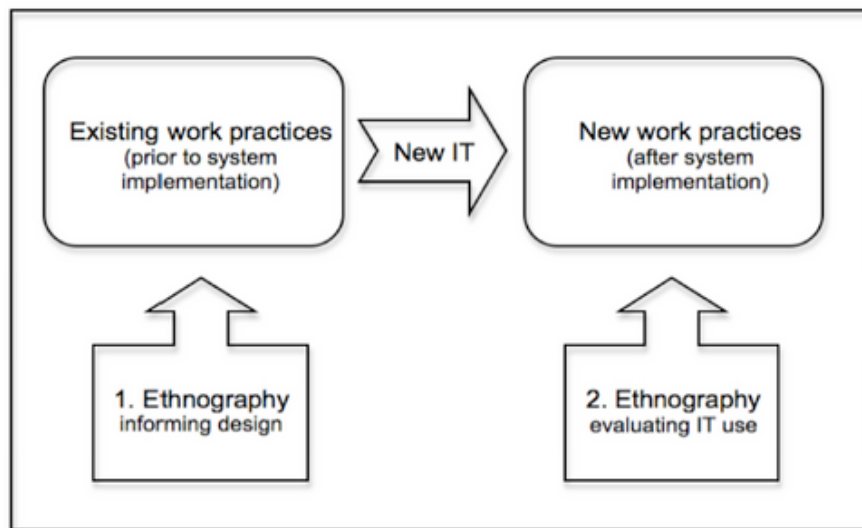 Existing work practices
(prior to system
implementation)
New IT
New work practices
(after system
implementation)
1. Ethnography
informing design
2. Ethnography
evaluating IT use